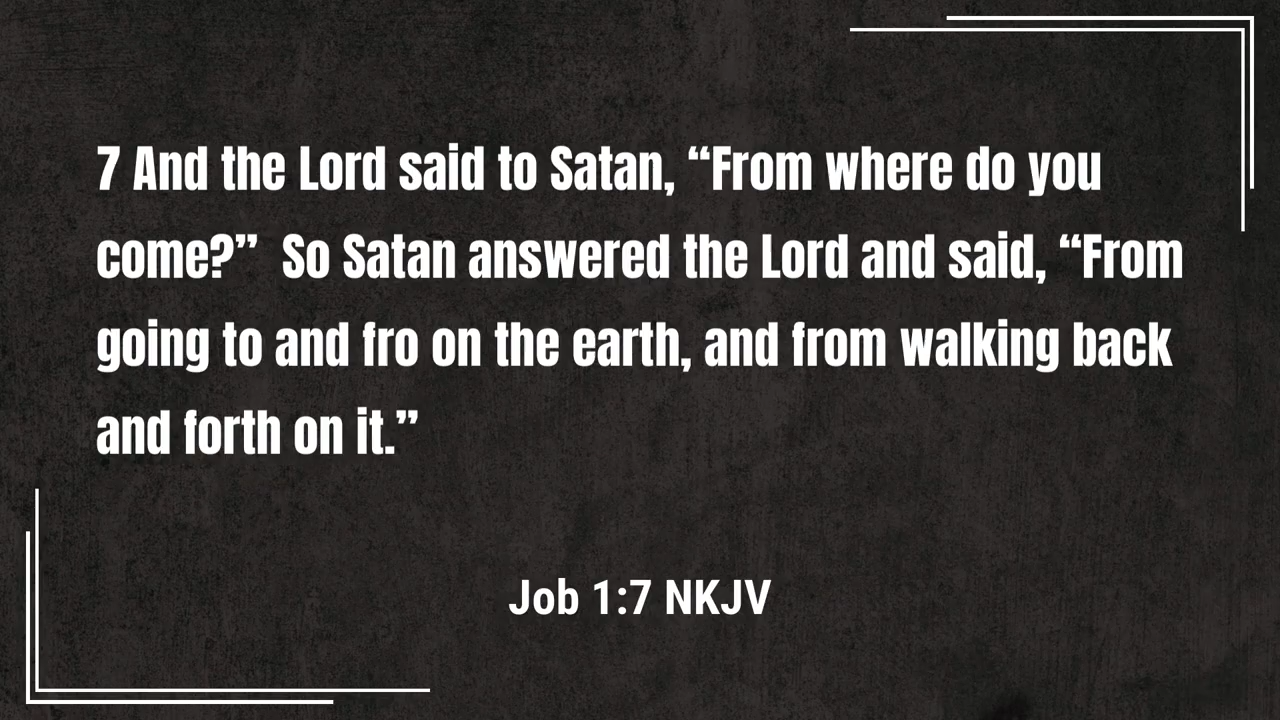 7 And the Lord said to Satan, “From where do you
come?”  So Satan answered the Lord and said, “From
going to and fro on the earth, and from walking back
and forth on it.”
Job 1:7 NKJV